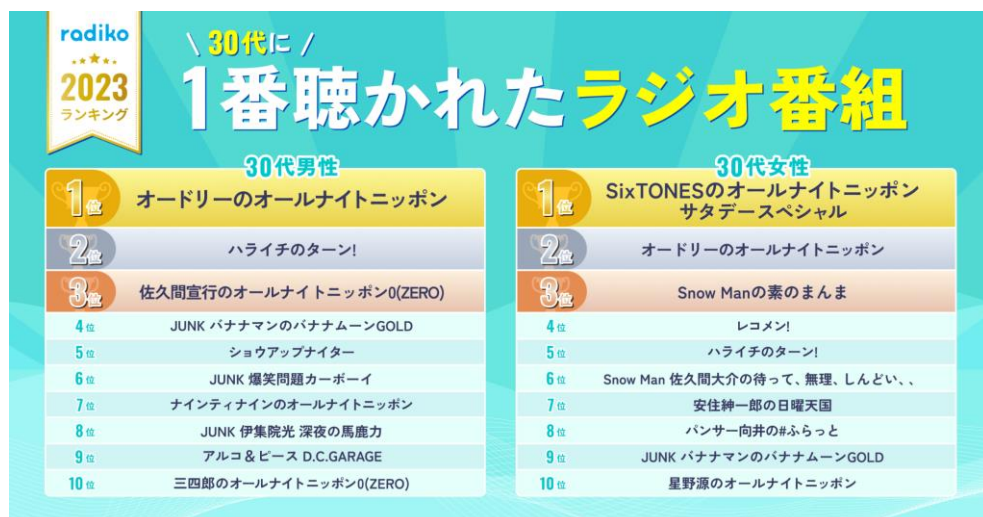 radiko
2023
ランキング
\ 30代に /
1番聴かれたラジオ番組
30代男性
1位 オードリーのオールナイトニッポン
2位 ハライチのターン!
3位 佐久間宣行のオールナイトニッポン0(ZERO)
4位 JUNK バナナマンのバナナムーンGOLD
5位 ショウアップナイター
6位 JUNK 爆笑問題カーボーイ
7位 ナインティナインのオールナイトニッポン
8位 JUNK 伊集院光 深夜の馬鹿力
9位 アルコ&ピース D.C.GARAGE
10位 三四郎のオールナイトニッポン0(ZERO)
30代女性
1位 SixTONESのオールナイトニッポン
サタデースペシャル
2位 オードリーのオールナイトニッポン
3位 Snow Manの素のまんま
4位 レコメン!
5位 ハライチのターン!
6位 Snow Man 佐久間大介の待って、無理、しんどい、、
7位 安住紳一郎の日曜天国
8位 パンサー向井の#ふらっと
9位 JUNK バナナマンのバナナムーンGOLD
10位 星野源のオールナイトニッポン